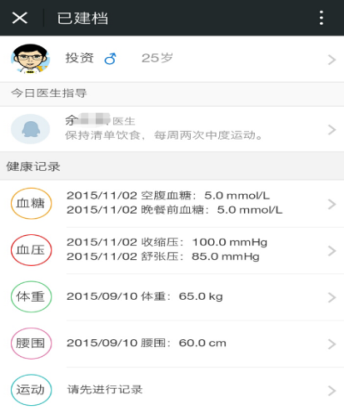 已建档
投资 25岁
今日医生指导
余 医生
保持清单饮食，每周两次中度运动。
健康记录
血糖
2015/11/02 空腹血糖：5.0 mmol/L
2015/11/02 晚餐前血糖：5.0 mmol/L
血压
2015/11/02 收缩压：100.0 mmHg
2015/11/02 舒张压：85.0 mmHg
体重
2015/09/10 体重：65.0 kg
腰围
2015/09/10 腰围：60.0 cm
运动
请先进行记录